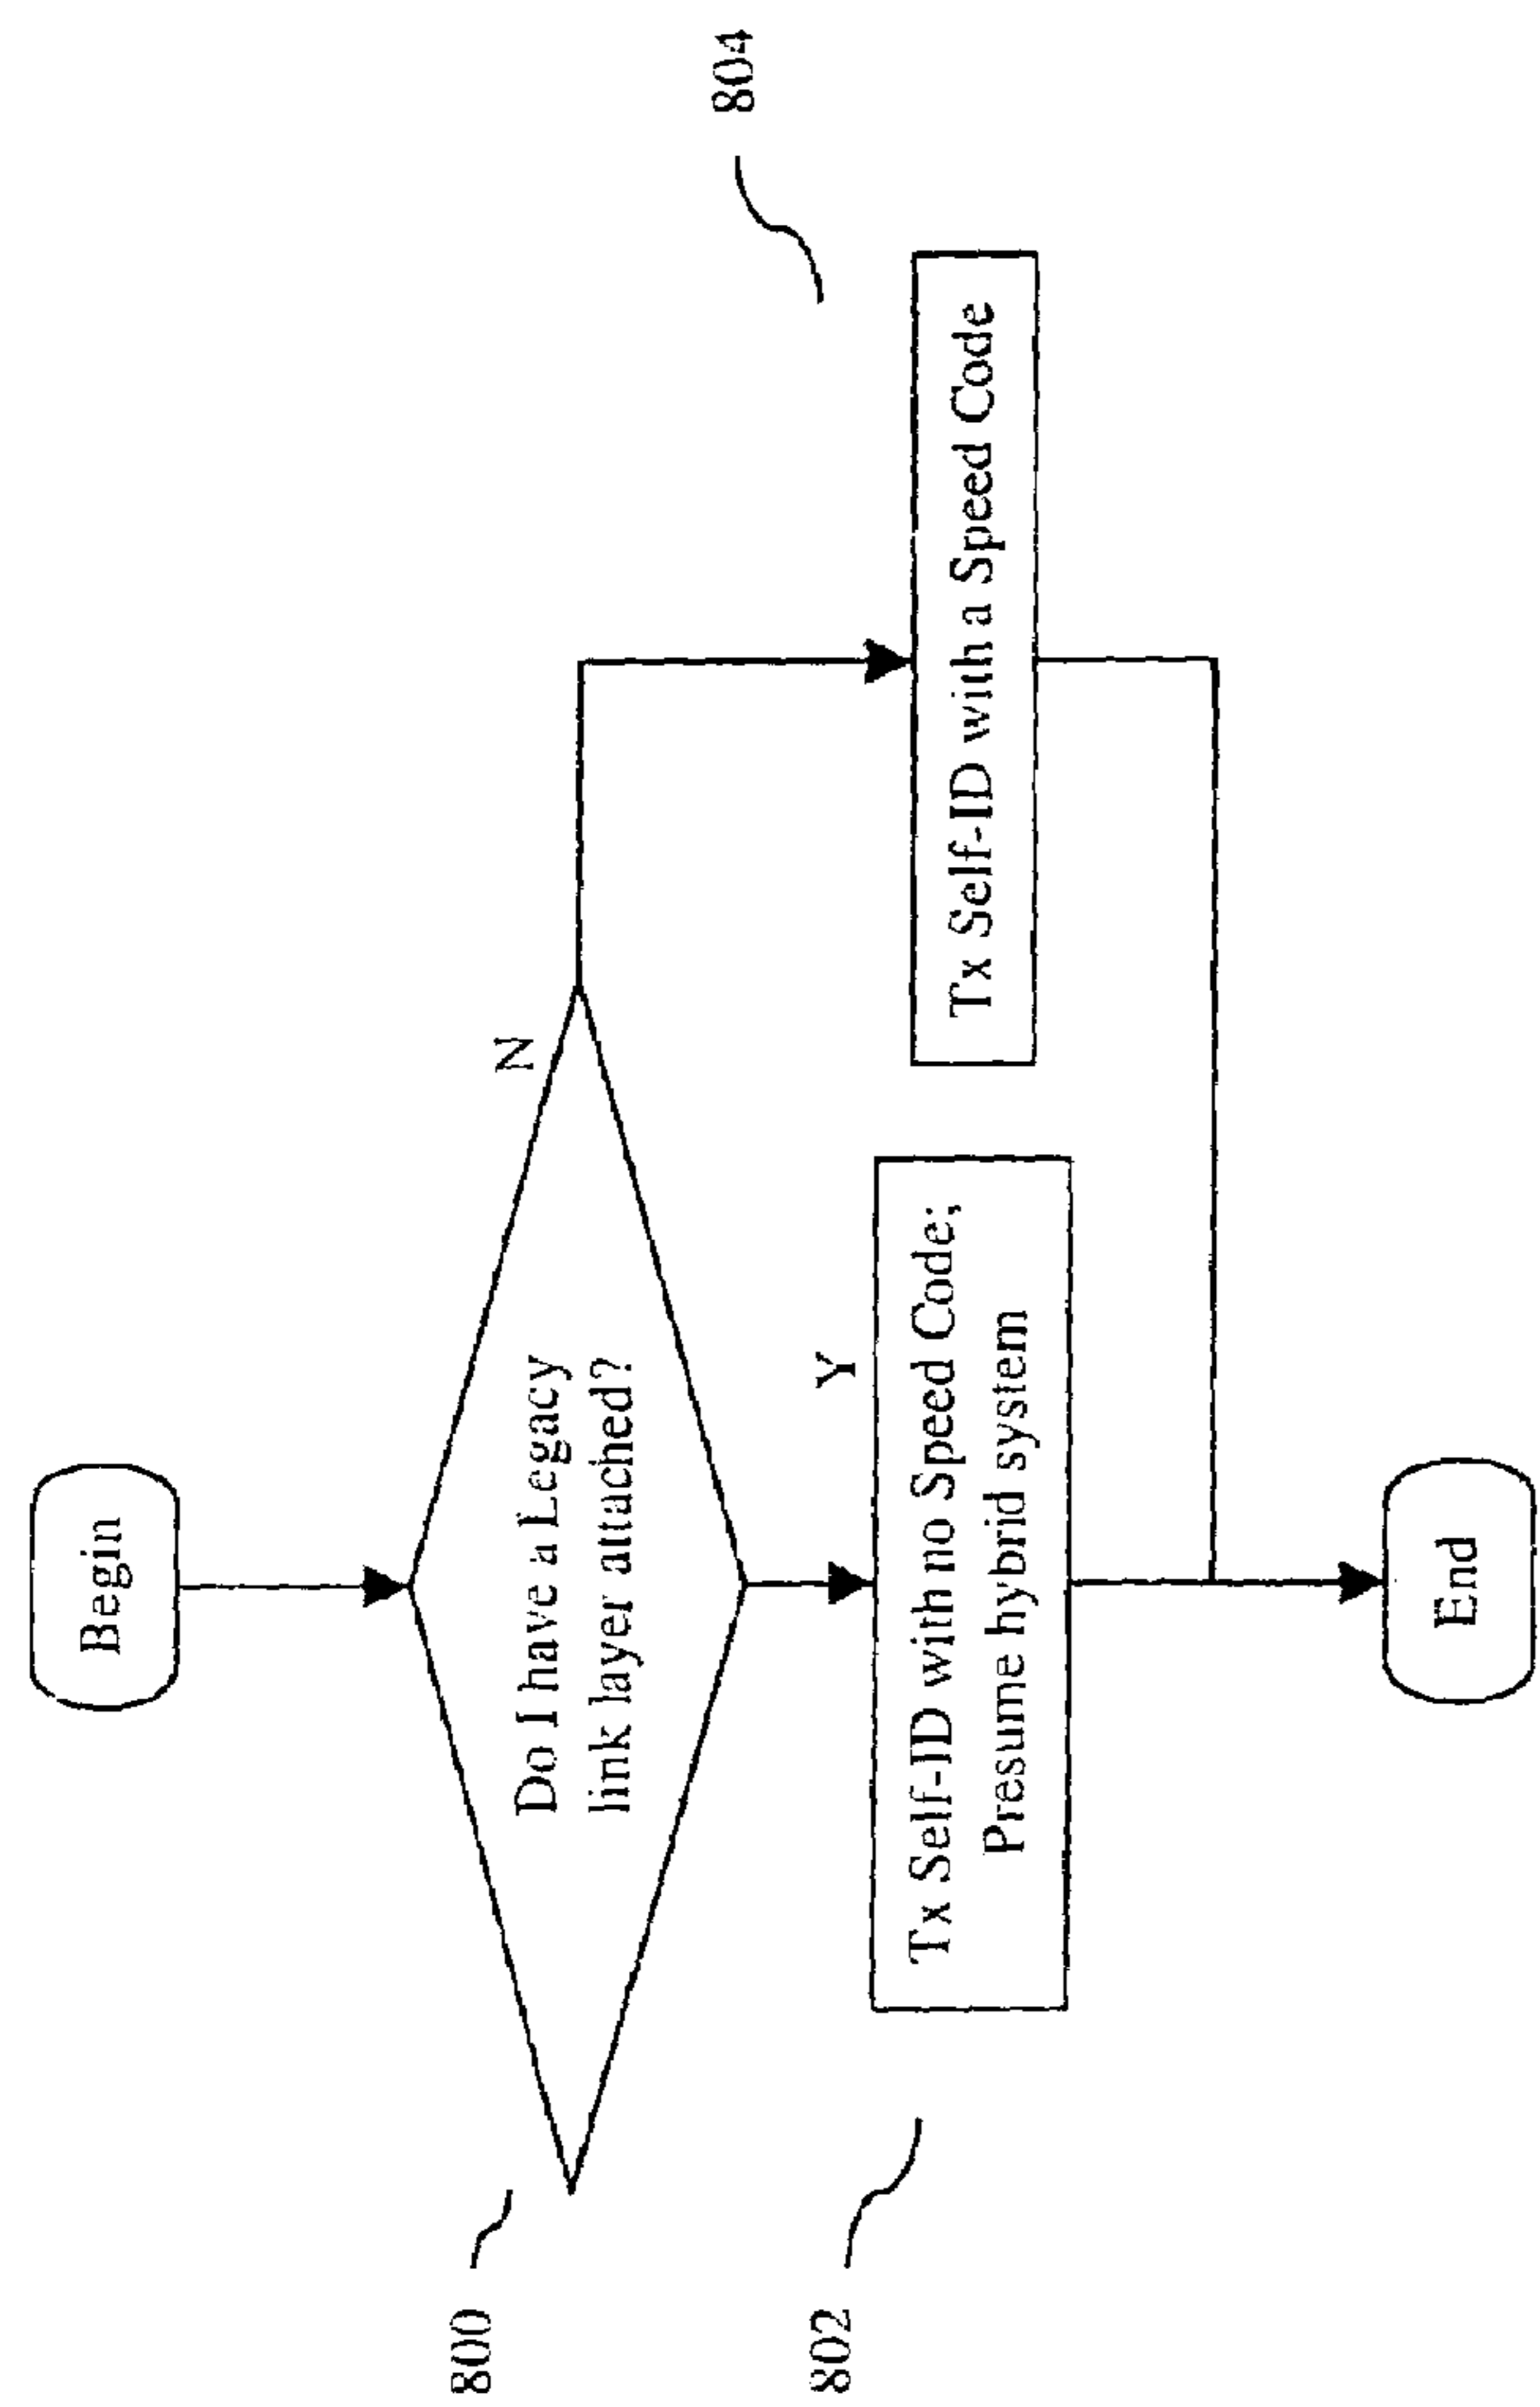 Begin
800
Do I have a Legacy
link layer attached?
N
804
Y
802
Tx Self-ID with no Speed Code;
Presume hybrid system
Tx Self-ID with a Speed Code
End